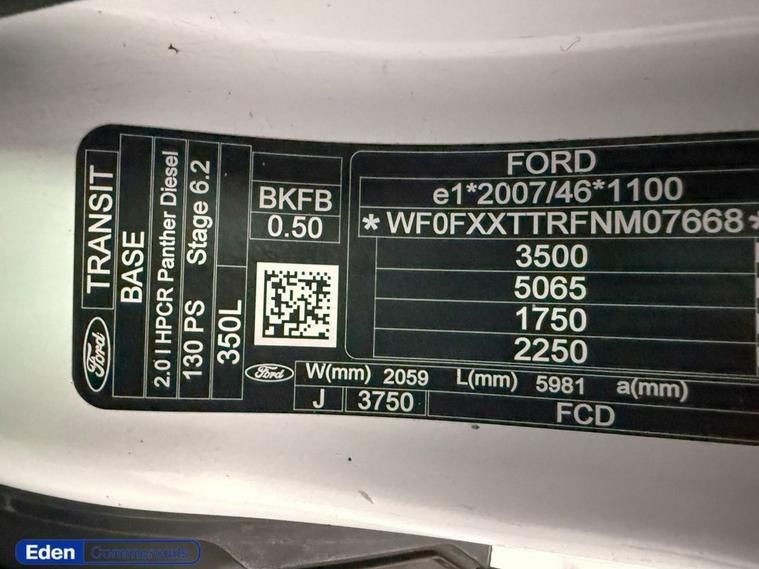 Ford
TRANSIT
BASE
2.0 l HPCR Panther Diesel
130 PS Stage 6.2
350L
BKFB
0.50
FORD
e1*2007/46*1100
*WF0FXXTTRFNM07668*
3500
5065
1750
2250
Ford
W(mm) 2059 L(mm) 5981 a(mm)
J 3750 FCD
Eden Commercials